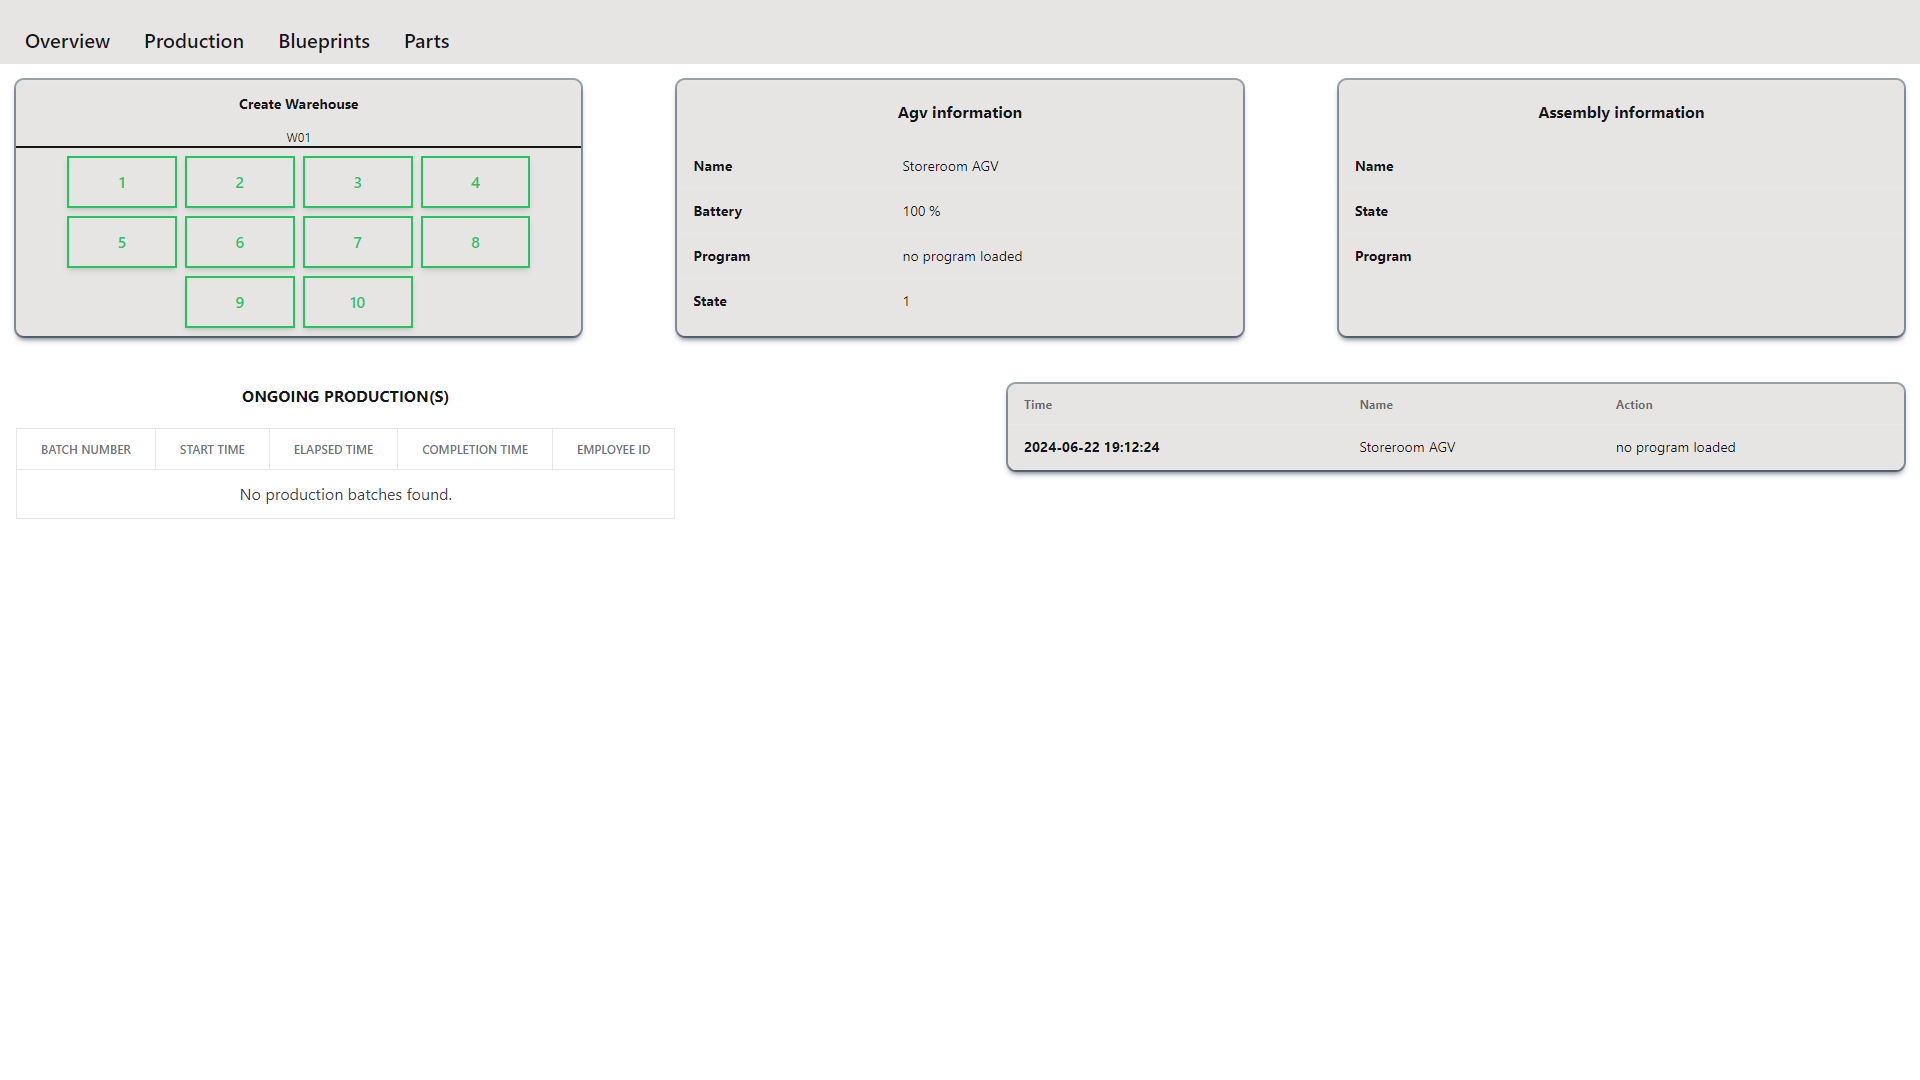 Overview Production Blueprints Parts
Create Warehouse
W01
1 2 3 4
5 6 7 8
9 10
Agv information
Name Storeroom AGV
Battery 100 %
Program no program loaded
State 1
Assembly information
Name
State
Program
ONGOING PRODUCTION(S)
BATCH NUMBER START TIME ELAPSED TIME COMPLETION TIME EMPLOYEE ID
No production batches found.
Time Name Action
2024-06-22 19:12:24 Storeroom AGV no program loaded